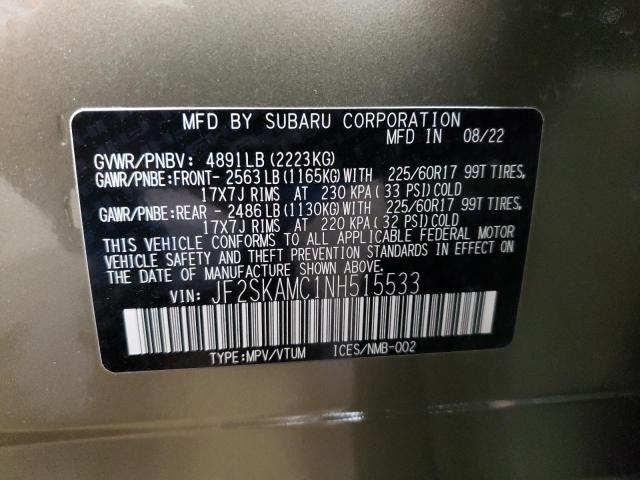 MFD BY SUBARU CORPORATION
MFD IN 08/22
GVWR/PNBV: 4891LB(2223KG)
GAWR/PNBE:FRONT- 2563LB(1165KG)WITH 225/60R17 99T TIRES,
17X7J RIMS AT 230 KPA(33 PSI)COLD
GAWR/PNBE:REAR - 2486LB(1130KG)WITH 225/60R17 99T TIRES,
17X7J RIMS AT 220 KPA(32 PSI)COLD
THIS VEHICLE CONFORMS TO ALL APPLICABLE FEDERAL MOTOR
VEHICLE SAFETY AND THEFT PREVENTION STANDARDS IN EFFECT ON
THE DATE OF MANUFACTURE SHOWN ABOVE.
VIN: JF2SKAMC1NH515533
TYPE:MPV/VTUM ICES/NMB-002